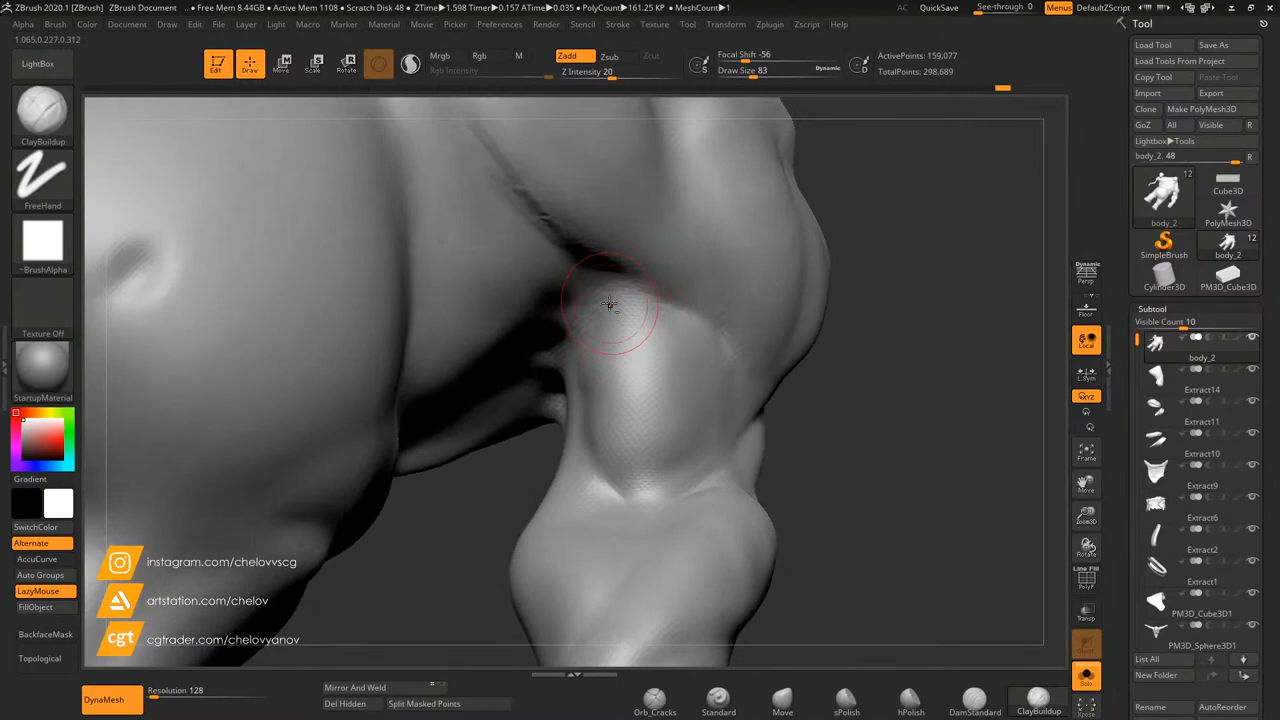 ZBrush 2020.1 [ZBrush] ZBrush Document • Free Mem 8.44GB • Active Mem 1108 • Scratch Disk 48 • ZTime▸1.598 Timer▸0.157 ATime▸0.035 • PolyCount▸161.25 KP • MeshCount▸1
AC QuickSave See-through 0 Menus DefaultZScript
Alpha Brush Color Document Draw Edit File Layer Light Macro Marker Material Movie Picker Preferences Render Stencil Stroke Texture Tool Transform Zplugin Zscript Help
1.065,0.227,0.312
LightBox
Edit Draw Move Scale Rotate
Mrgb Rgb M
Rgb Intensity
Zadd Zsub Zcut
Z Intensity 20
Focal Shift -56
Draw Size 83 Dynamic
S
D
ActivePoints: 159,077
TotalPoints: 298,689
ClayBuildup
FreeHand
~BrushAlpha
Texture Off
StartupMaterial
Gradient
SwitchColor
Alternate
AccuCurve
Auto Groups
LazyMouse
FillObject
BackfaceMask
Topological
instagram.com/chelovvscg
artstation.com/chelov
cgt cgtrader.com/chelovyanov
DynaMesh
Resolution 128
Mirror And Weld
Del Hidden Split Masked Points
Orb_Cracks Standard Move sPolish hPolish DamStandard ClayBuildup
Dynamic
Persp
Floor
Local
L.Sym
XYZ
Frame
Move
Zoom3D
Rotate
Line Fill
PolyF
Transp
Solo
Xpose
Tool
Load Tool Save As
Load Tools From Project
Copy Tool Paste Tool
Import Export
Clone Make PolyMesh3D
GoZ All Visible R
Lightbox▸Tools
body_2. 48 R
12
body_2
Cube3D
PolyMesh3D
SimpleBrush
12
body_2
Cylinder3D
PM3D_Cube3D
Subtool
Visible Count 10
body_2
Extract14
Extract11
Extract10
Extract9
Extract6
Extract2
Extract1
PM3D_Cube3D1
PM3D_Sphere3D1
List All
New Folder
Rename AutoReorder